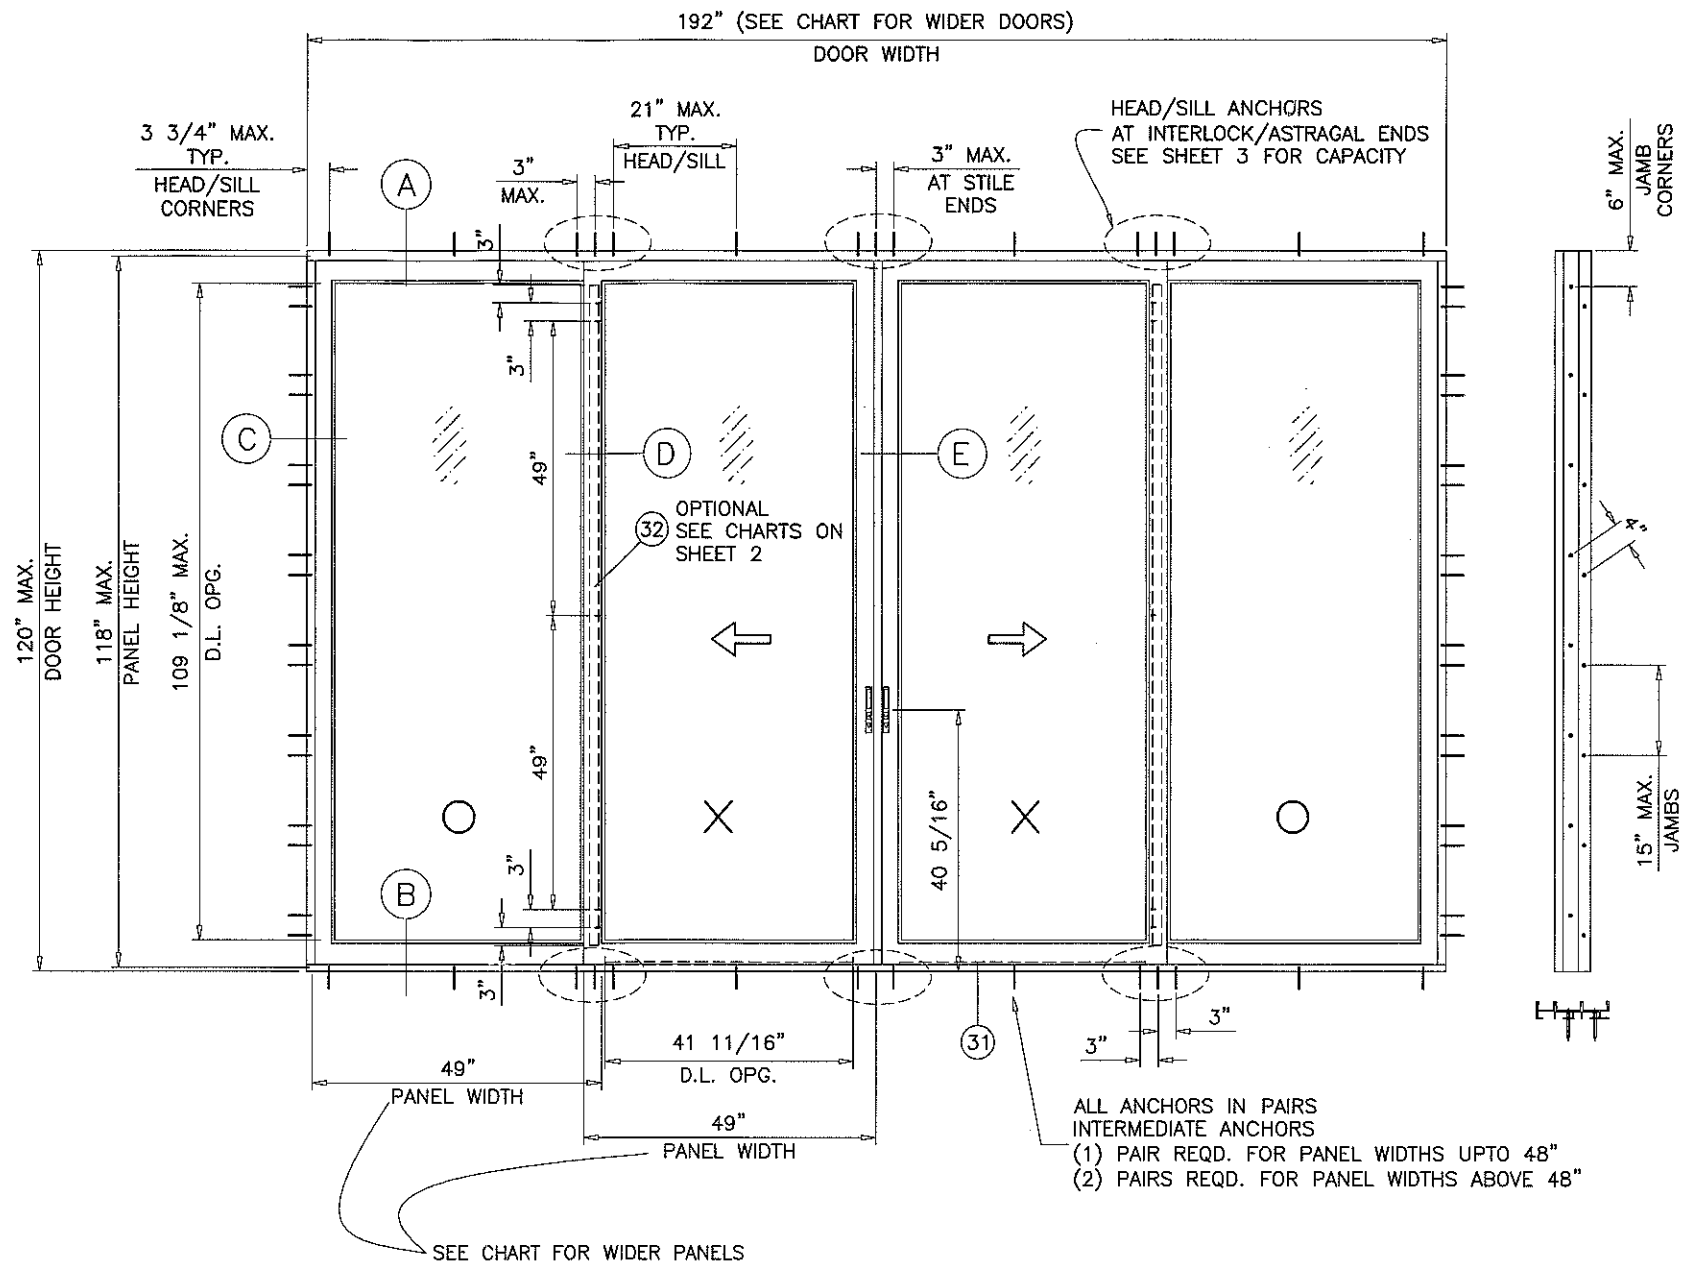 192" (SEE CHART FOR WIDER DOORS)
DOOR WIDTH
3 3/4" MAX.
TYP.
HEAD/SILL
CORNERS
A
3"
MAX.
21" MAX.
TYP.
HEAD/SILL
3" MAX.
AT STILE
ENDS
HEAD/SILL ANCHORS
AT INTERLOCK/ASTRAGAL ENDS
SEE SHEET 3 FOR CAPACITY
6" MAX.
JAMB
CORNERS
3"
3"
C
49"
D
E
32
OPTIONAL
SEE CHARTS ON
SHEET 2
4"
120" MAX.
DOOR HEIGHT
118" MAX.
PANEL HEIGHT
109 1/8" MAX.
D.L. OPG.
49"
O
X
X
O
40 5/16"
15" MAX.
JAMBS
B
3"
3"
31
3"
3"
41 11/16"
D.L. OPG.
49"
PANEL WIDTH
49"
PANEL WIDTH
ALL ANCHORS IN PAIRS
INTERMEDIATE ANCHORS
(1) PAIR REQD. FOR PANEL WIDTHS UPTO 48"
(2) PAIRS REQD. FOR PANEL WIDTHS ABOVE 48"
SEE CHART FOR WIDER PANELS